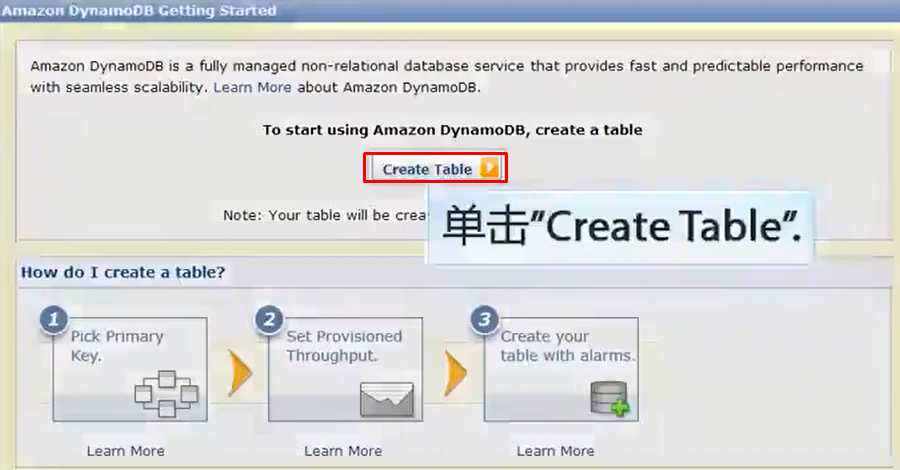 Amazon DynamoDB Getting Started
Amazon DynamoDB is a fully managed non-relational database service that provides fast and predictable performance
with seamless scalability. Learn More about Amazon DynamoDB.
To start using Amazon DynamoDB, create a table
Create Table
Note: Your table will be
单击"Create Table".
How do I create a table?
1
Pick Primary
Key.
2
Set Provisioned
Throughput.
3
Create your
table with alarms.
Learn More
Learn More
Learn More